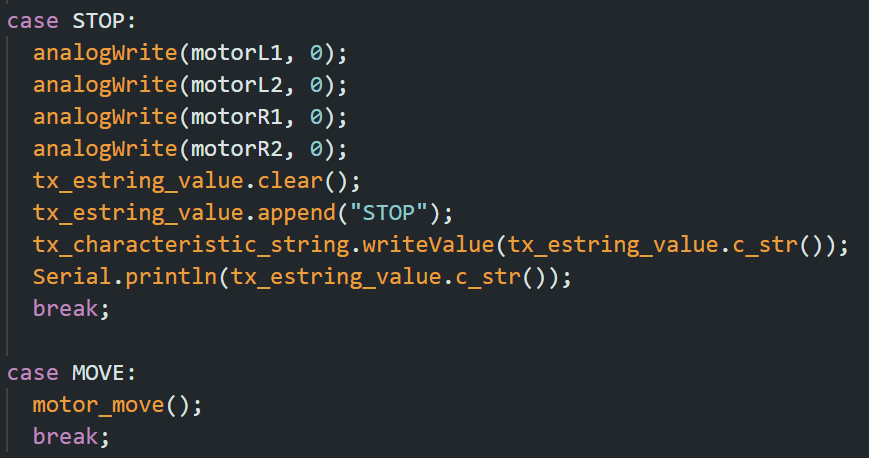 case STOP:
analogWrite(motorL1, 0);
analogWrite(motorL2, 0);
analogWrite(motorR1, 0);
analogWrite(motorR2, 0);
tx_estring_value.clear();
tx_estring_value.append("STOP");
tx_characteristic_string.writeValue(tx_estring_value.c_str());
Serial.println(tx_estring_value.c_str());
break;
case MOVE:
motor_move();
break;